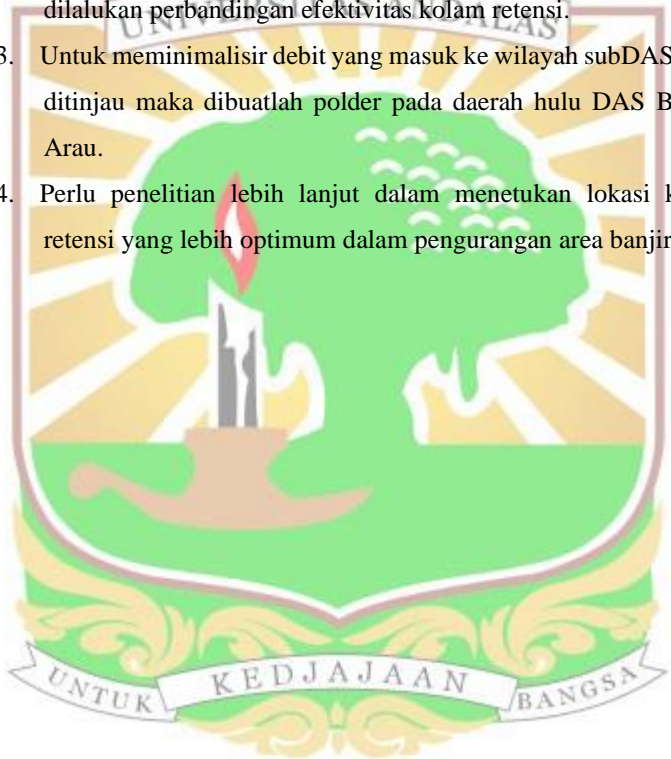 dilalukan perbandingan efektivitas kolam retensi.
UNIVERSITAS ANDALAS
3. Untuk meminimalisir debit yang masuk ke wilayah subDAS
ditinjau maka dibuatlah polder pada daerah hulu DAS B
Arau.
4. Perlu penelitian lebih lanjut dalam menetukan lokasi k
retensi yang lebih optimum dalam pengurangan area banjir
UNTUK KEDJAJAAN BANGSA